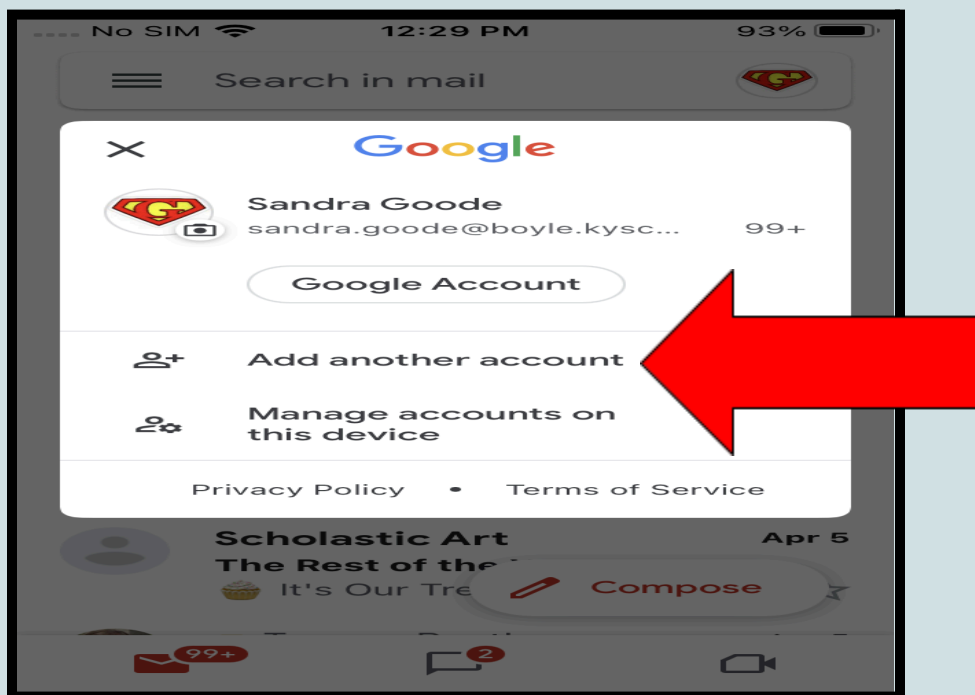 No SIM 12:29 PM 93%
Search in mail
Google
Sandra Goode
sandra.goode@boyle.kysc... 99+
Google Account
Add another account
Manage accounts on
this device
Privacy Policy • Terms of Service
Scholastic Art Apr 5
The Rest of the
It's Our Tre
Compose
99+ 2